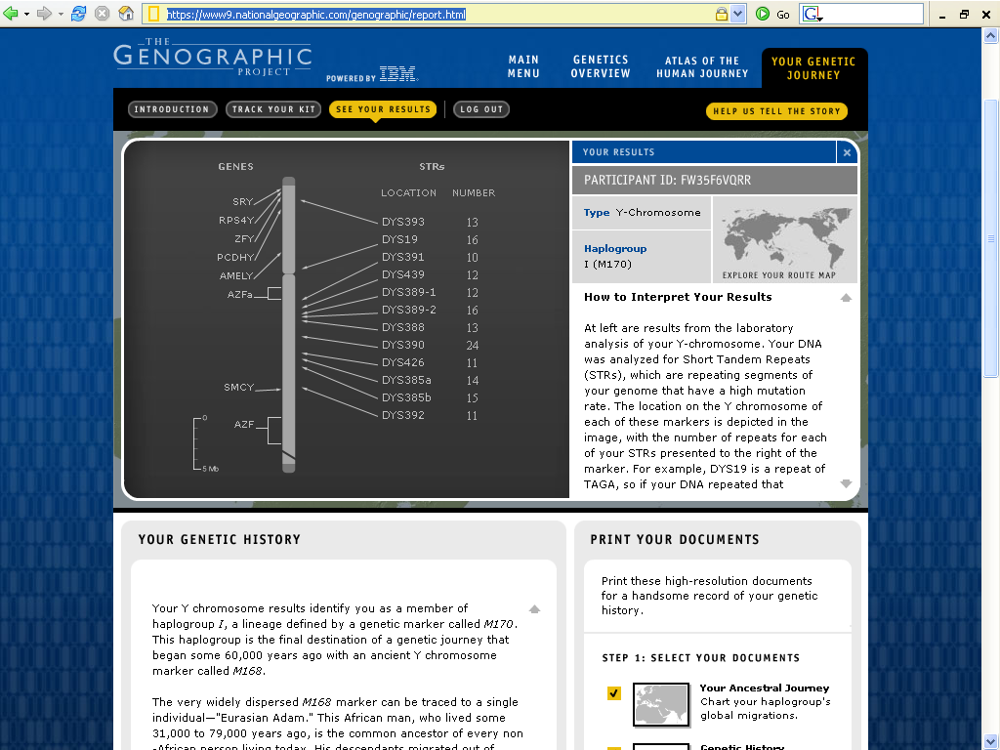 https://www9.nationalgeographic.com/genographic/report.html
Go
THE
GENOGRAPHIC
PROJECT
POWERED BY IBM
MAIN
MENU
GENETICS
OVERVIEW
ATLAS OF THE
HUMAN JOURNEY
YOUR GENETIC
JOURNEY
INTRODUCTION
TRACK YOUR KIT
SEE YOUR RESULTS
LOG OUT
HELP US TELL THE STORY
GENES
SRY
RPS4Y
ZFY
PCDHY
AMELY
AZFa
SMCY
AZF
0
5 Mb
STRs
LOCATION NUMBER
DYS393 13
DYS19 16
DYS391 10
DYS439 12
DYS389-1 12
DYS389-2 16
DYS388 13
DYS390 24
DYS426 11
DYS385a 14
DYS385b 15
DYS392 11
YOUR RESULTS
PARTICIPANT ID: FW35F6VQRR
Type Y-Chromosome
Haplogroup
I (M170)
EXPLORE YOUR ROUTE MAP
How to Interpret Your Results
At left are results from the laboratory
analysis of your Y-chromosome. Your DNA
was analyzed for Short Tandem Repeats
(STRs), which are repeating segments of
your genome that have a high mutation
rate. The location on the Y chromosome of
each of these markers is depicted in the
image, with the number of repeats for each
of your STRs presented to the right of the
marker. For example, DYS19 is a repeat of
TAGA, so if your DNA repeated that
YOUR GENETIC HISTORY
Your Y chromosome results identify you as a member of
haplogroup I, a lineage defined by a genetic marker called M170.
This haplogroup is the final destination of a genetic journey that
began some 60,000 years ago with an ancient Y chromosome
marker called M168.
The very widely dispersed M168 marker can be traced to a single
individual—"Eurasian Adam." This African man, who lived some
31,000 to 79,000 years ago, is the common ancestor of every non
-African person living today. His descendants migrated out of
PRINT YOUR DOCUMENTS
Print these high-resolution documents
for a handsome record of your genetic
history.
STEP 1: SELECT YOUR DOCUMENTS
Your Ancestral Journey
Chart your haplogroup's
global migrations.
Genetic History